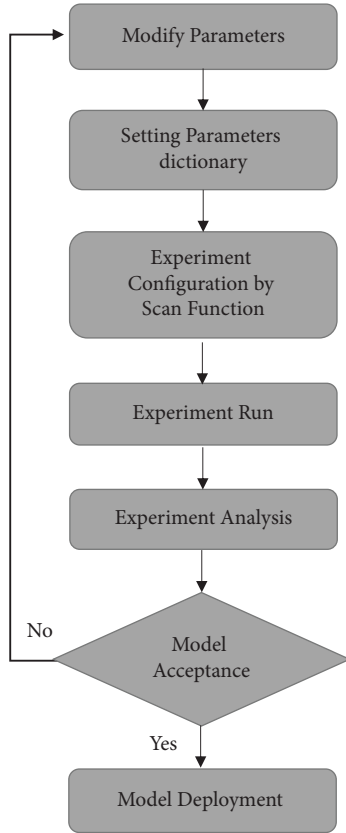 Modify Parameters
Setting Parameters
dictionary
Experiment
Configuration by
Scan Function
Experiment Run
Experiment Analysis
No
Model
Acceptance
Yes
Model Deployment